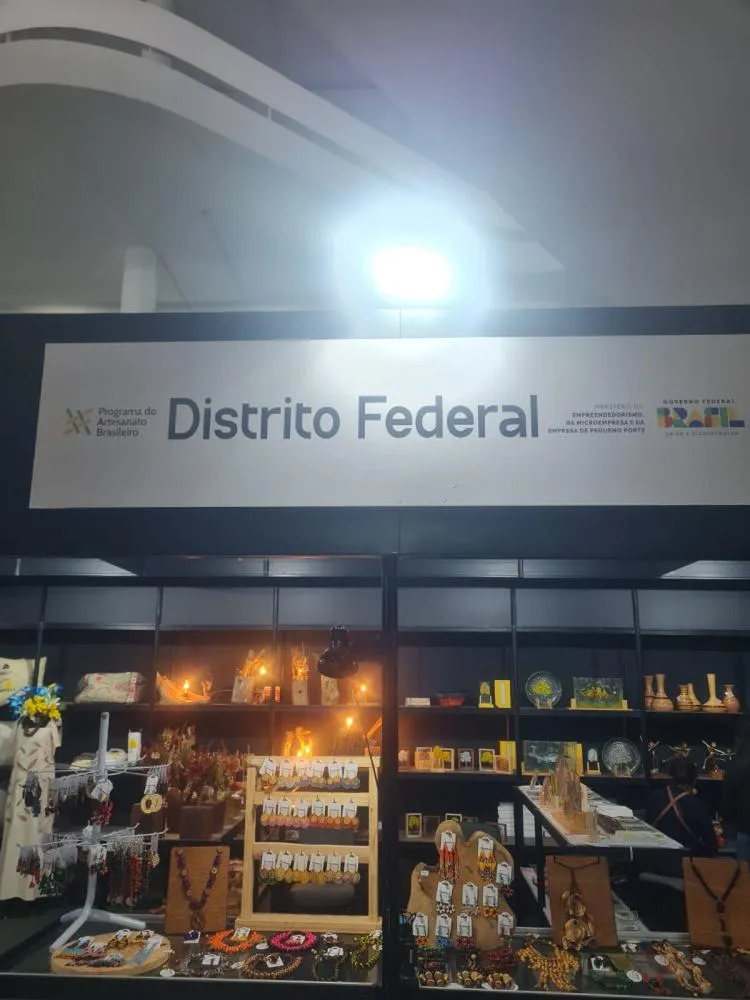 Programa do
Artesanato
Brasileiro
Distrito Federal
MINISTÉRIO DO
EMPREENDEDORISMO,
DA MICROEMPRESA E DA
EMPRESA DE PEQUENO PORTE
GOVERNO FEDERAL
BRASIL
UNIÃO E RECONSTRUÇÃO